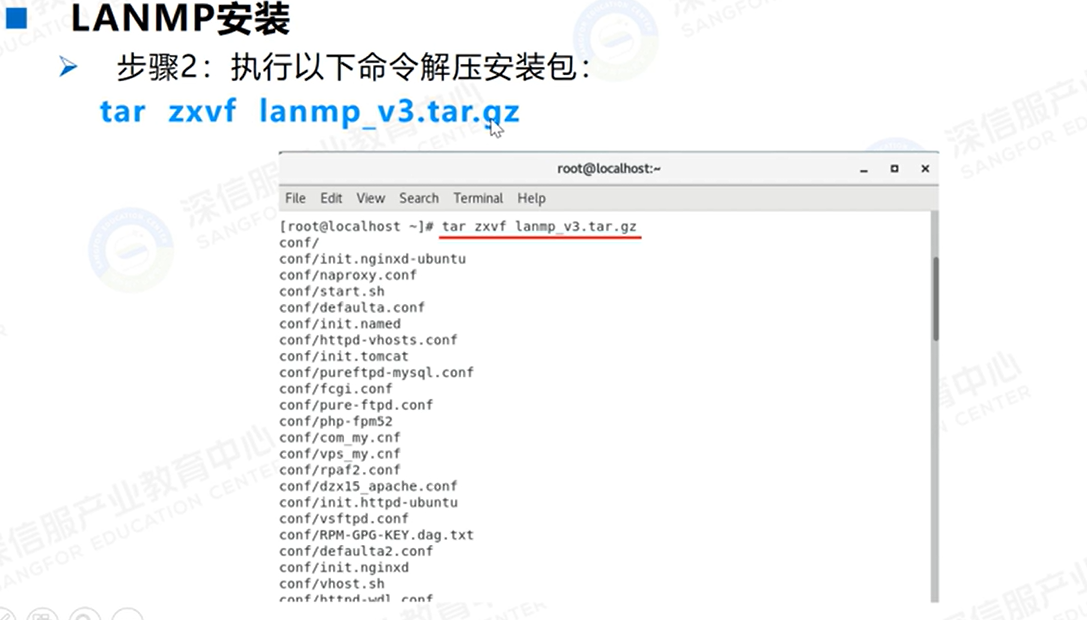 LANMP安装
步骤2：执行以下命令解压安装包：
tar zxvf lanmp_v3.tar.gz
root@localhost:~
File Edit View Search Terminal Help
[root@localhost ~]# tar zxvf lanmp_v3.tar.gz
conf/
conf/init.nginxd-ubuntu
conf/naproxy.conf
conf/start.sh
conf/defaulta.conf
conf/init.named
conf/httpd-vhosts.conf
conf/init.tomcat
conf/pureftpd-mysql.conf
conf/fcgi.conf
conf/pure-ftpd.conf
conf/php-fpm52
conf/com_my.cnf
conf/vps_my.cnf
conf/rpaf2.conf
conf/dzx15_apache.conf
conf/init.httpd-ubuntu
conf/vsftpd.conf
conf/RPM-GPG-KEY.dag.txt
conf/defaulta2.conf
conf/init.nginxd
conf/vhost.sh
conf/httpd-wdl.conf
深信服产业教育中心
SANGFOR EDUCATION CENTER